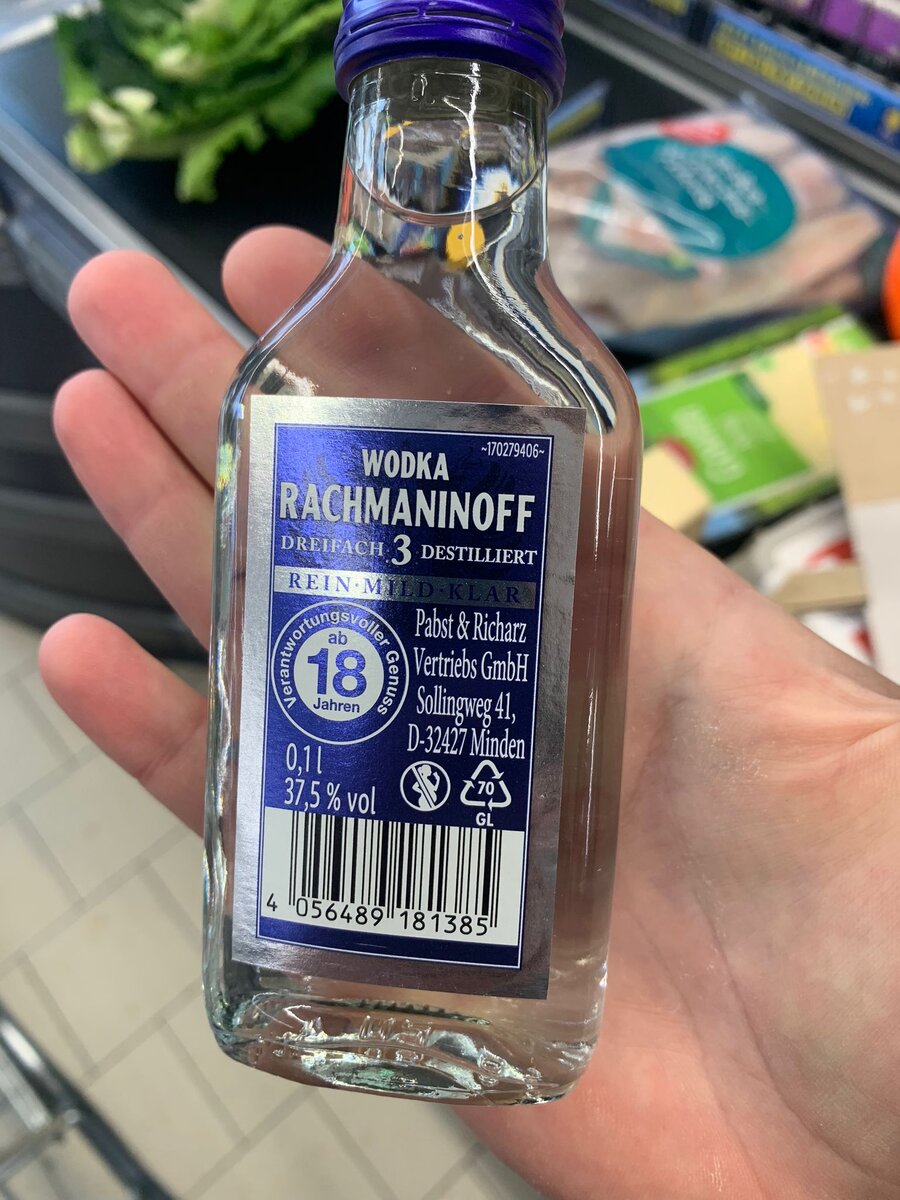 ~170279406~
WODKA
RACHMANINOFF
DREIFACH 3 DESTILLIERT
REIN·MILD·KLAR
Verantwortungsvoller Genuss
ab
18
Jahren
Pabst & Richarz
Vertriebs GmbH
Sollingweg 41,
D-32427 Minden
0,1 l
37,5 % vol
70
GL
4 056489 181385